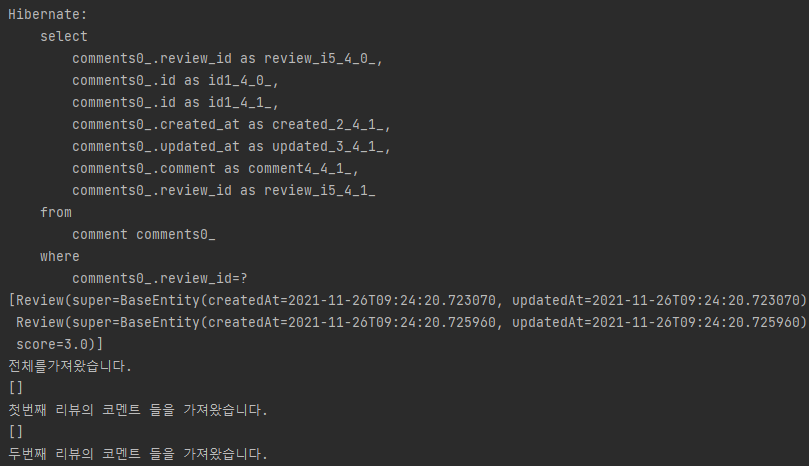 Hibernate:
    select
        comments0_.review_id as review_i5_4_0_,
        comments0_.id as id1_4_0_,
        comments0_.id as id1_4_1_,
        comments0_.created_at as created_2_4_1_,
        comments0_.updated_at as updated_3_4_1_,
        comments0_.comment as comment4_4_1_,
        comments0_.review_id as review_i5_4_1_
    from
        comment comments0_
    where
        comments0_.review_id=?
[Review(super=BaseEntity(createdAt=2021-11-26T09:24:20.723070, updatedAt=2021-11-26T09:24:20.723070)
 Review(super=BaseEntity(createdAt=2021-11-26T09:24:20.725960, updatedAt=2021-11-26T09:24:20.725960)
 score=3.0)]
전체를가져왔습니다.
[]
첫번째 리뷰의 코멘트 들을 가져왔습니다.
[]
두번째 리뷰의 코멘트 들을 가져왔습니다.